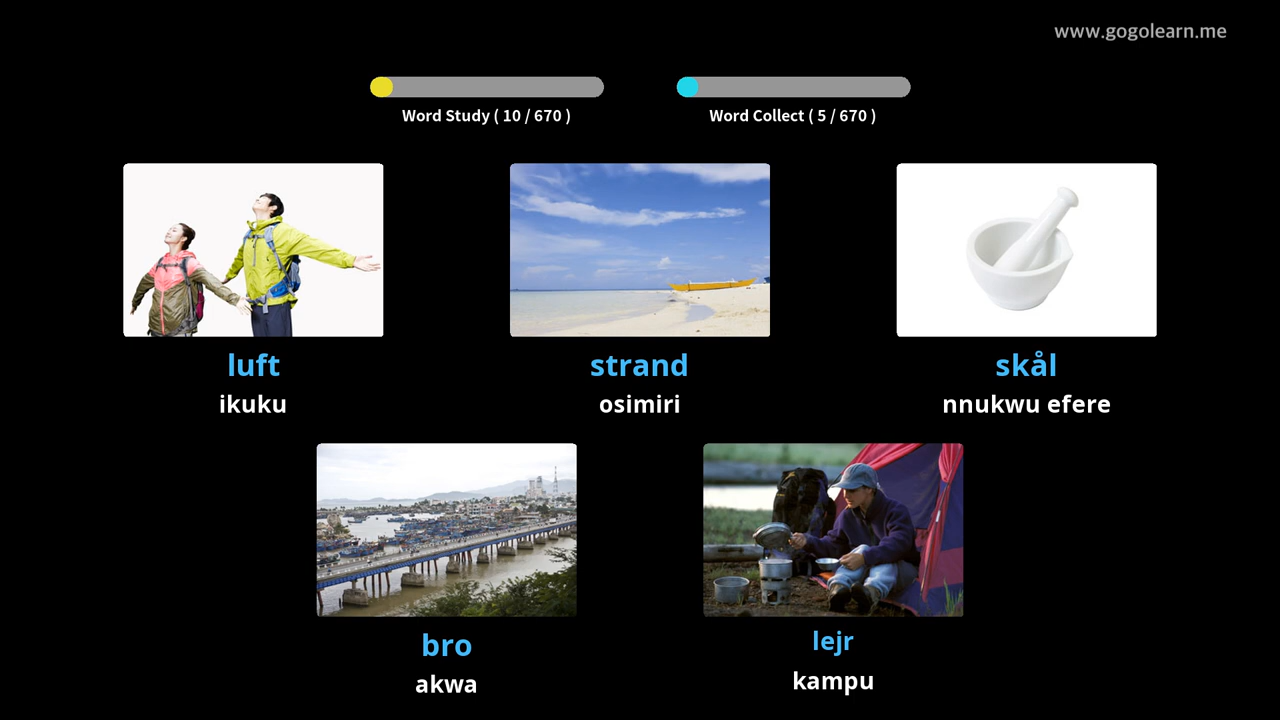 www.gogolearn.me
Word Study ( 10 / 670 )
Word Collect ( 5 / 670 )
luft
ikuku
strand
osimiri
skål
nnukwu efere
bro
akwa
lejr
kampu